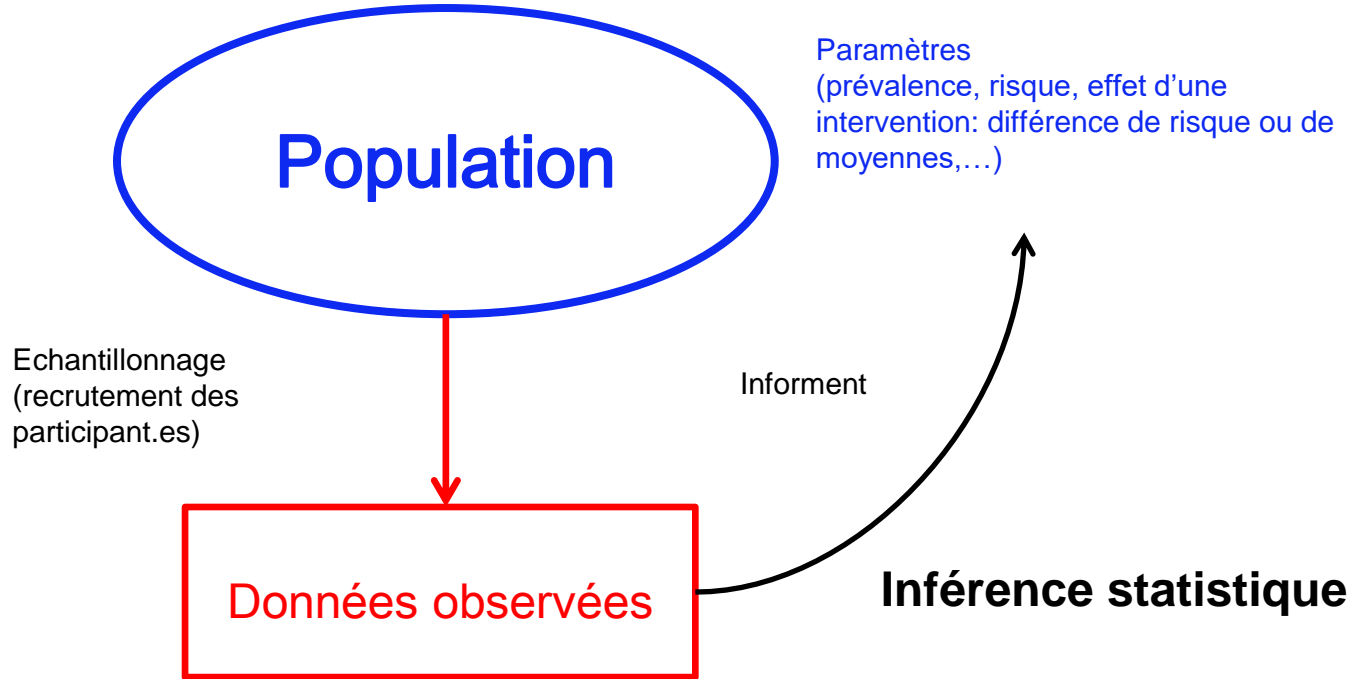 Paramètres
(prévalence, risque, effet d'une
intervention: différence de risque ou de
moyennes,…)
Population
Echantillonnage
(recrutement des
participant.es)
Informent
Données observées
Inférence statistique